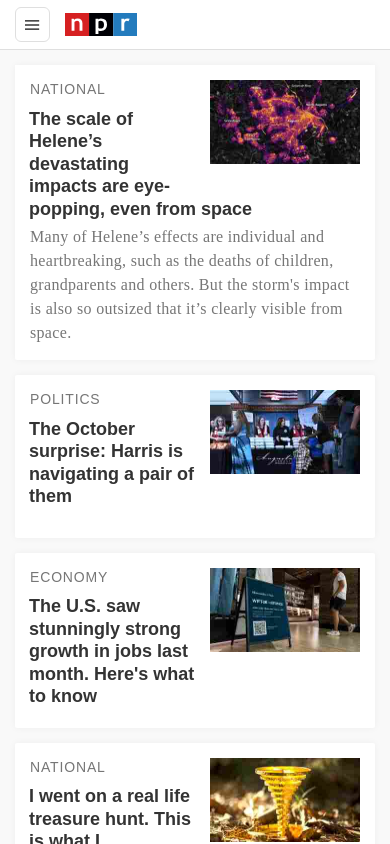 npr
NATIONAL
The scale of
Helene’s
devastating
impacts are eye-
popping, even from space
Many of Helene’s effects are individual and
heartbreaking, such as the deaths of children,
grandparents and others. But the storm's impact
is also so outsized that it’s clearly visible from
space.
POLITICS
The October
surprise: Harris is
navigating a pair of
them
ECONOMY
The U.S. saw
stunningly strong
growth in jobs last
month. Here's what
to know
NATIONAL
I went on a real life
treasure hunt. This
is what I